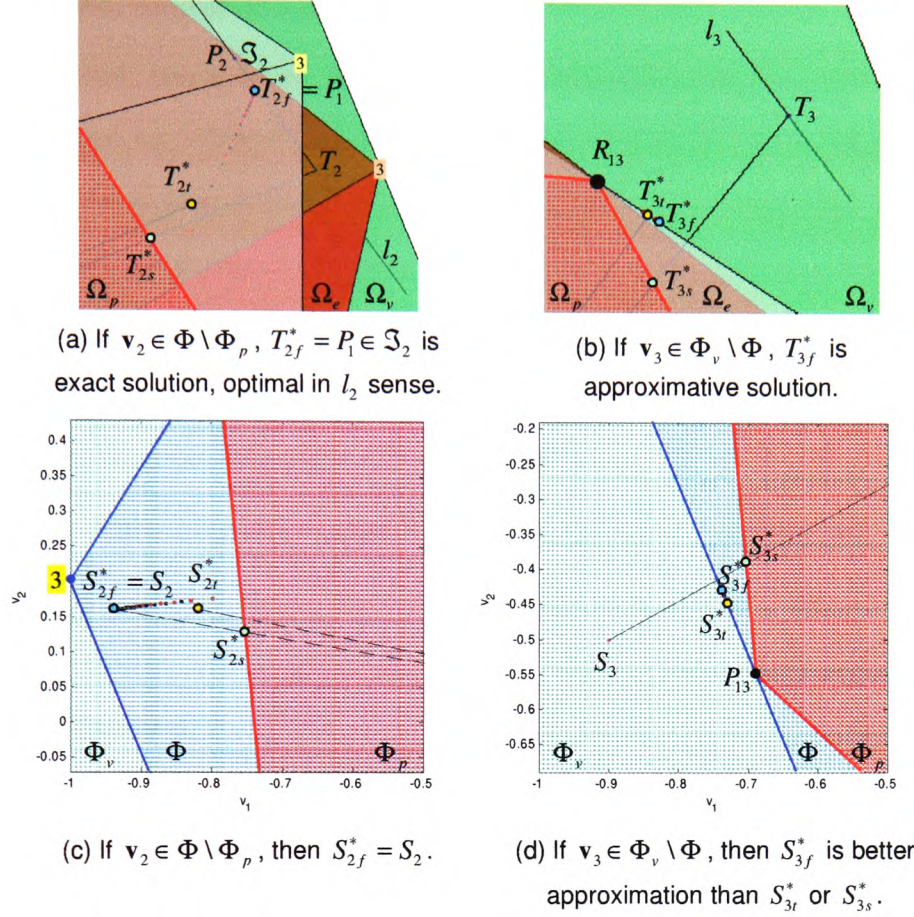 P₂ ℑ₂
3
T*₂f = P₁
T₂
3
T*₂t
T*₂s
l₂
Ωₚ
Ωₑ
Ωᵥ
l₃
T₃
R₁₃
T*₃t
T*₃f
T*₃s
Ωₚ
Ωₑ
Ωᵥ
(a) If v₂ ∈ Φ \ Φₚ , T*₂f = P₁ ∈ ℑ₂ is
exact solution, optimal in l₂ sense.
(b) If v₃ ∈ Φᵥ \ Φ , T*₃f is
approximative solution.
0.4
0.35
0.3
0.25
0.2
0.15
0.1
0.05
0
-0.05
v₂
3
S*₂f = S₂
S*₂t
S*₂s
Φᵥ
Φ
Φₚ
-1
-0.9
-0.8
-0.7
-0.6
-0.5
v₁
-0.2
-0.25
-0.3
-0.35
-0.4
-0.45
-0.5
-0.55
-0.6
-0.65
v₂
S*₃s
S*₃f
S*₃t
S₃
P₁₃
Φᵥ
Φ
Φₚ
-1
-0.9
-0.8
-0.7
-0.6
-0.5
v₁
(c) If v₂ ∈ Φ \ Φₚ , then S*₂f = S₂ .
(d) If v₃ ∈ Φᵥ \ Φ , then S*₃f is better
approximation than S*₃t or S*₃s .